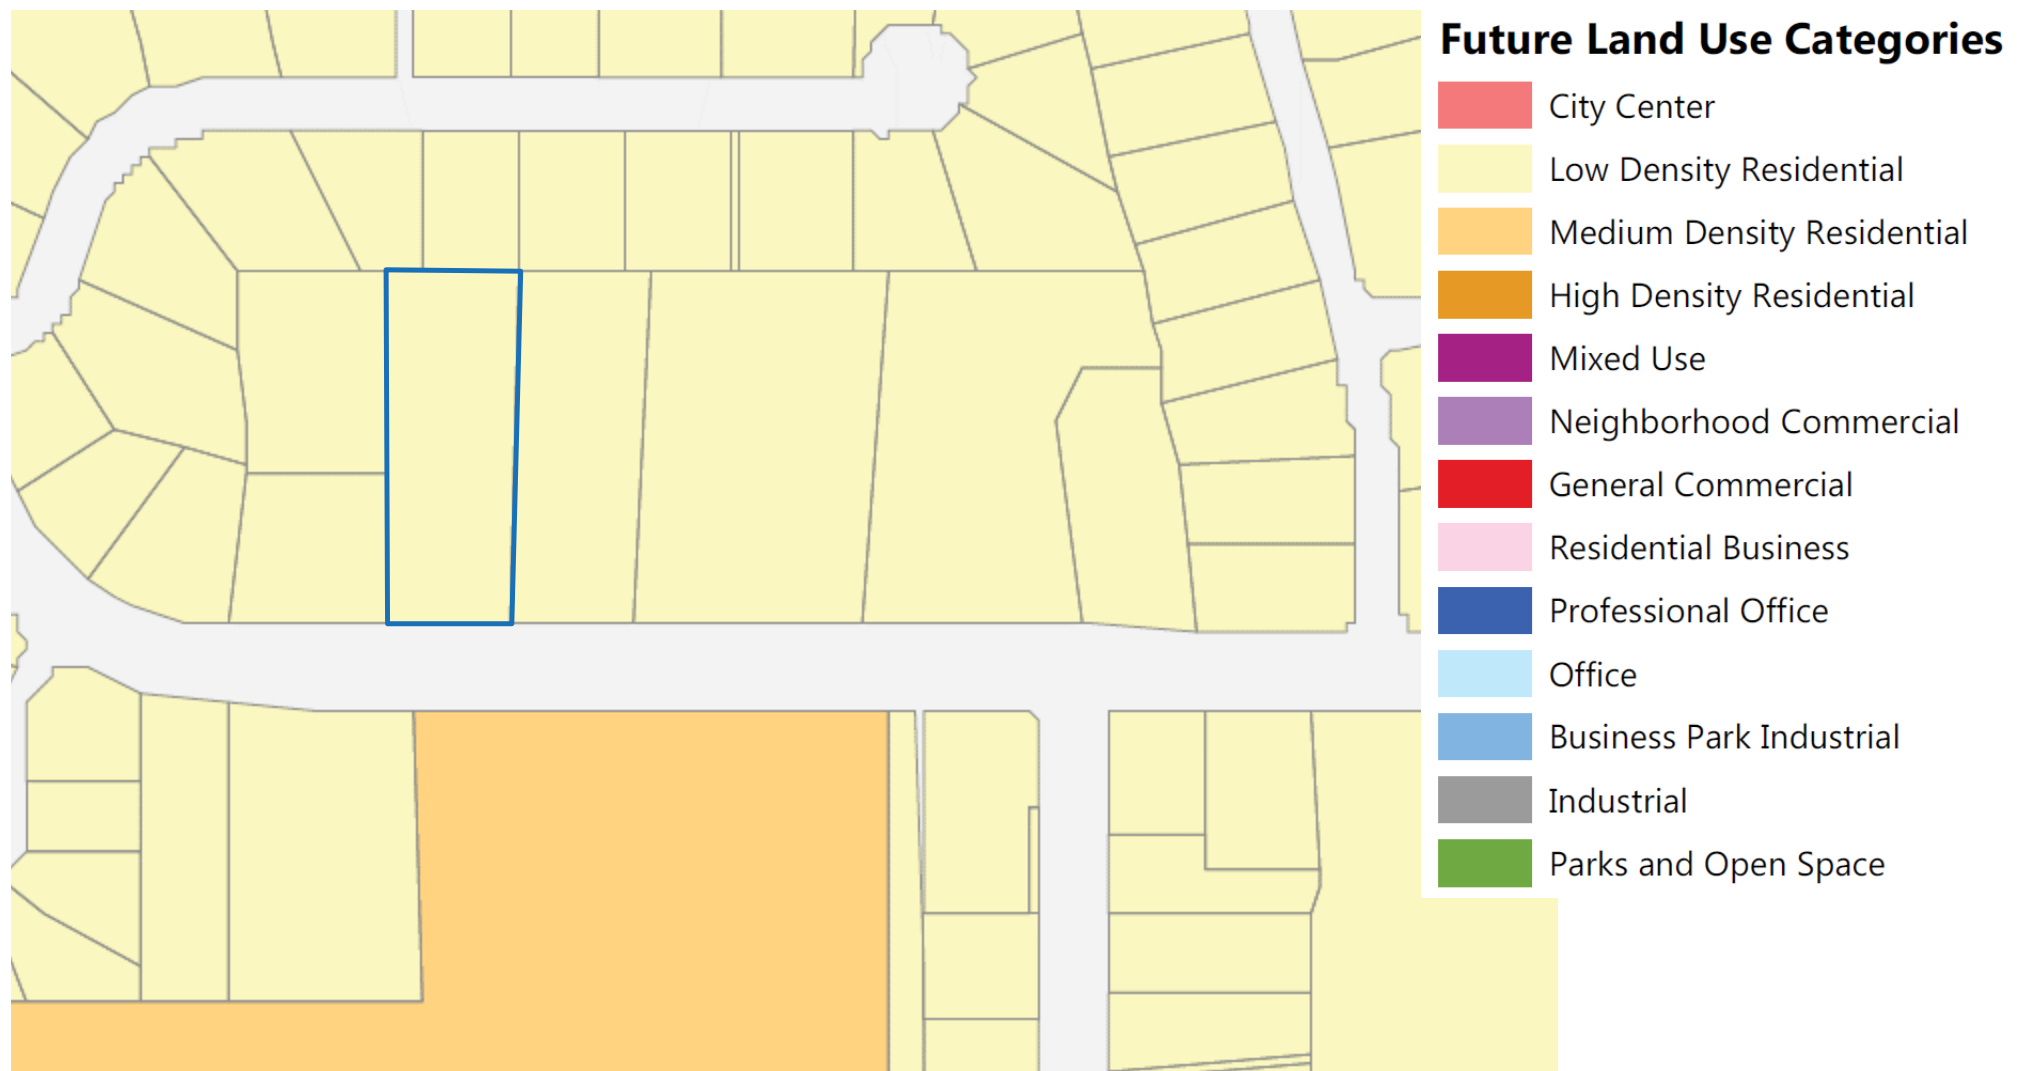 Future Land Use Categories
City Center
Low Density Residential
Medium Density Residential
High Density Residential
Mixed Use
Neighborhood Commercial
General Commercial
Residential Business
Professional Office
Office
Business Park Industrial
Industrial
Parks and Open Space